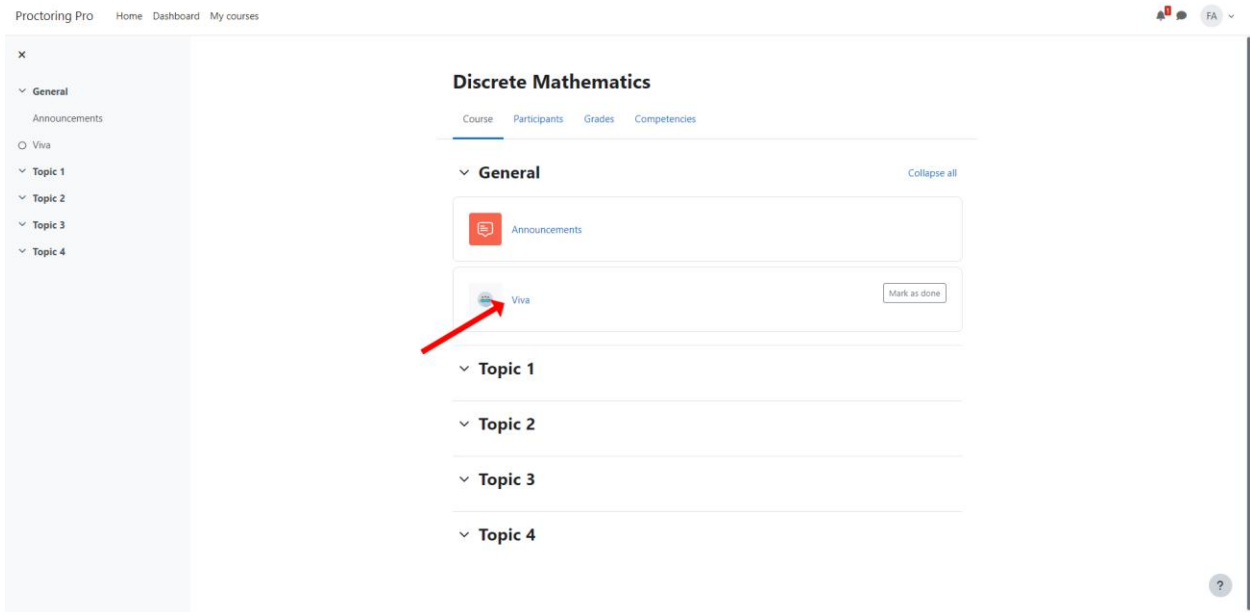 Proctoring Pro Home Dashboard My courses
1
FA
General
Announcements
Viva
Topic 1
Topic 2
Topic 3
Topic 4
Discrete Mathematics
Course Participants Grades Competencies
General Collapse all
Announcements
Viva Mark as done
Topic 1
Topic 2
Topic 3
Topic 4
?